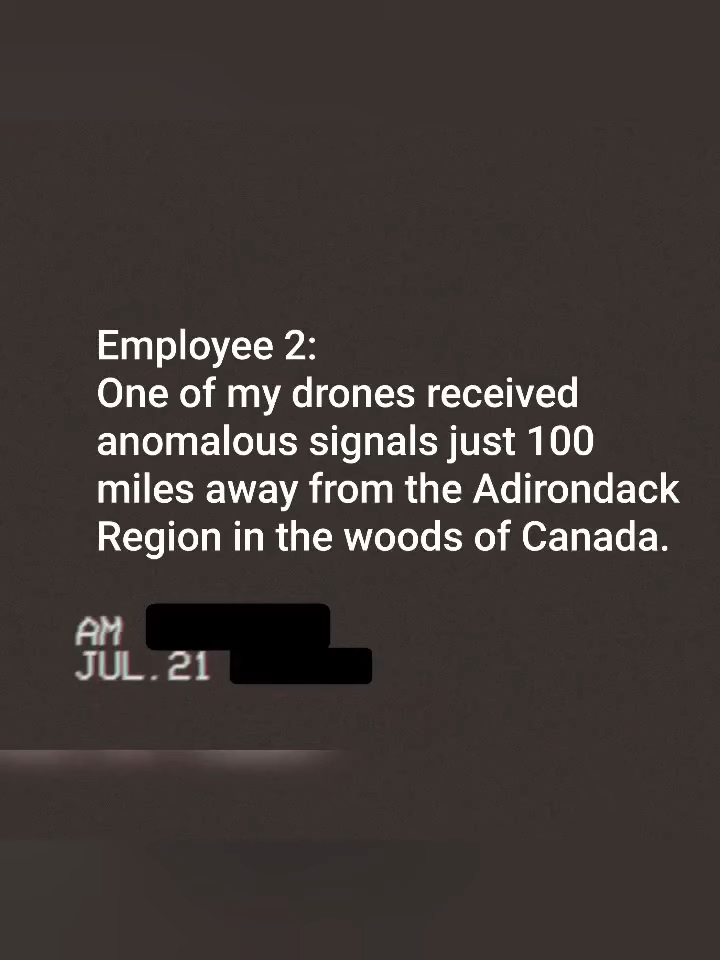 Employee 2:
One of my drones received
anomalous signals just 100
miles away from the Adirondack
Region in the woods of Canada.
AM
JUL.21